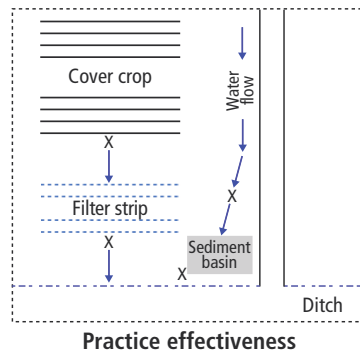 Cover crop
Water
flow
X
Filter strip
X
X
Sediment
basin
X
Ditch
Practice effectiveness